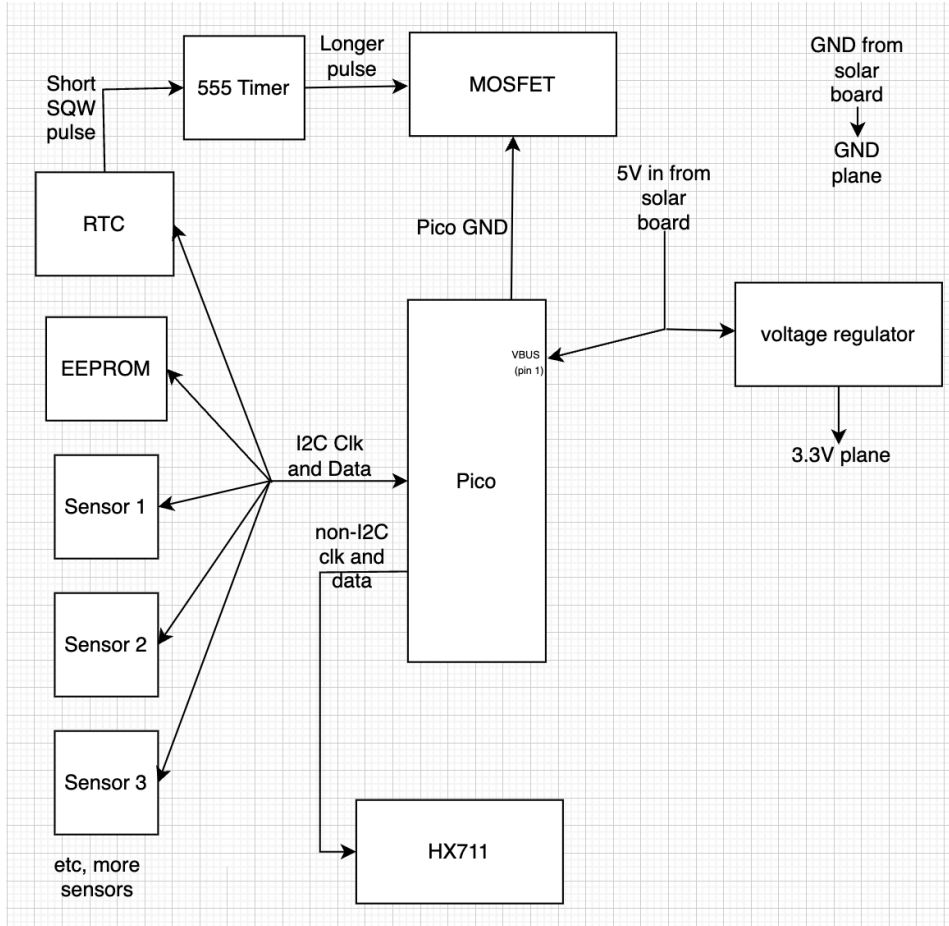 Longer
pulse
555 Timer
MOSFET
GND from
solar
board
GND
plane
Short
SQW
pulse
RTC
Pico GND
5V in from
solar
board
voltage regulator
VBUS
(pin 1)
EEPROM
I2C Clk
and Data
3.3V plane
Pico
Sensor 1
non-I2C
clk and
data
Sensor 2
Sensor 3
HX711
etc, more
sensors